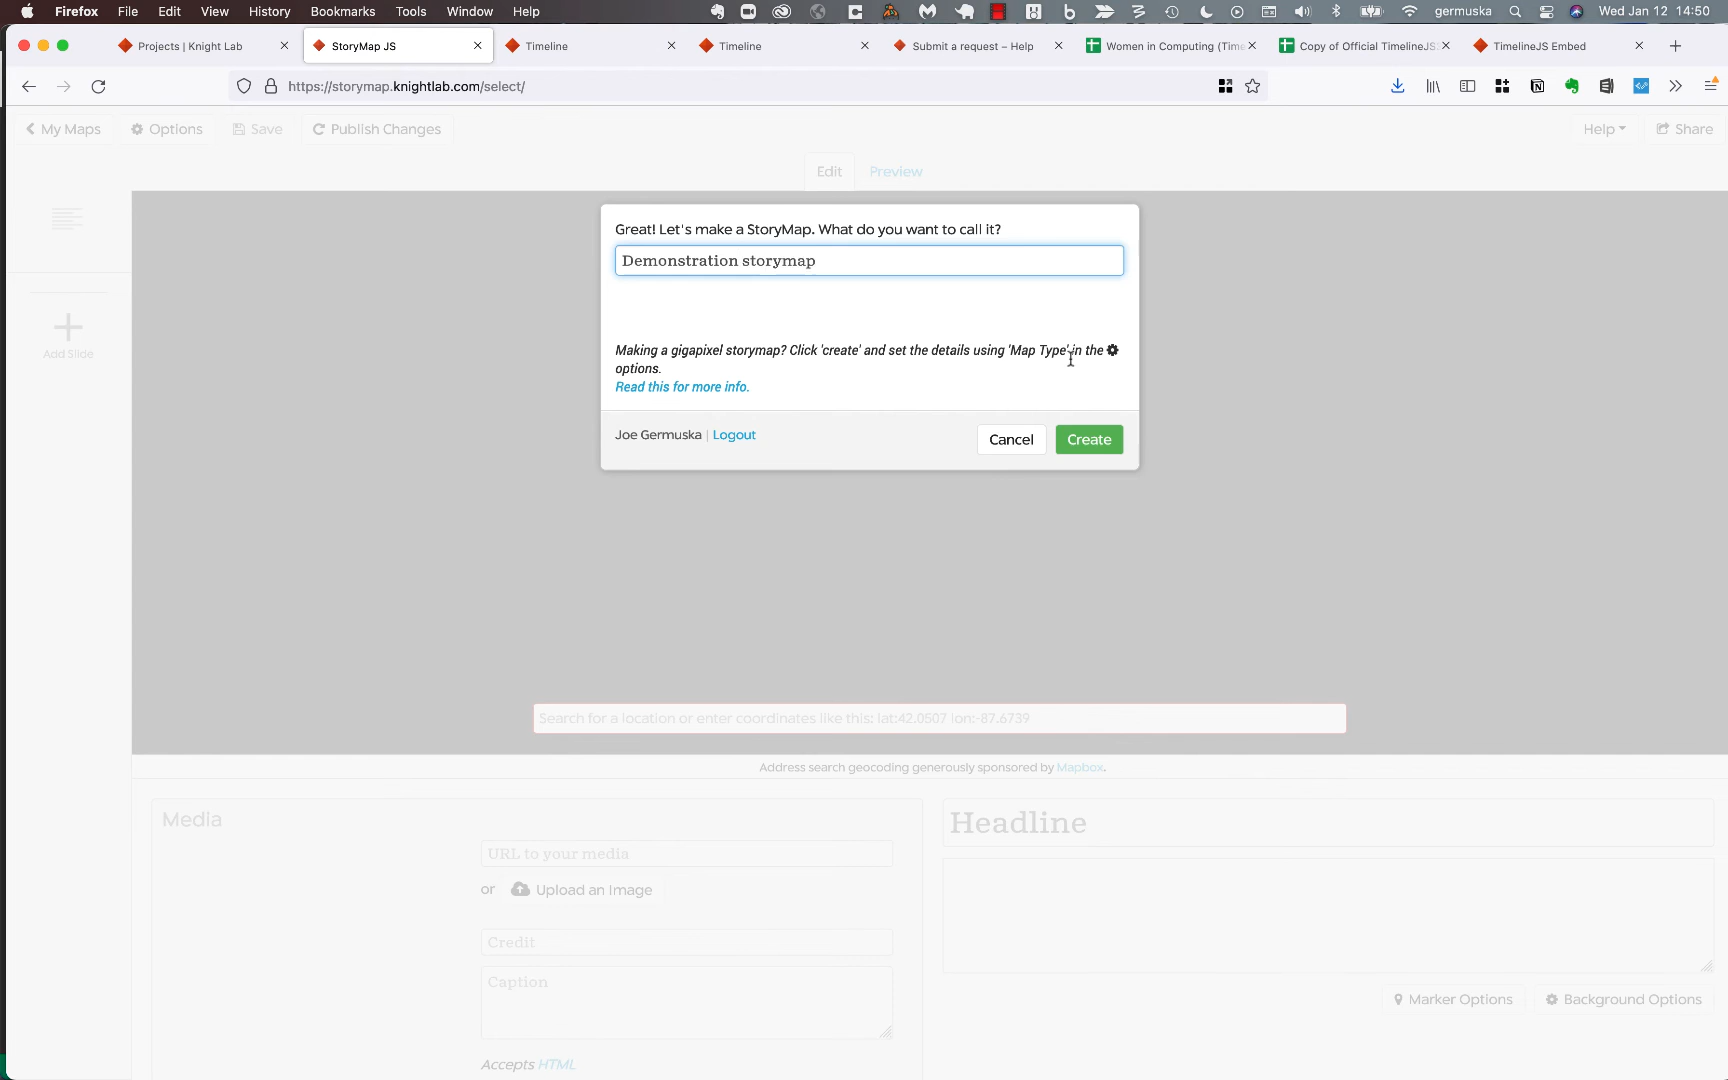 Firefox File Edit View History Bookmarks Tools Window Help germuska Wed Jan 12 14:50
Projects | Knight Lab StoryMap JS Timeline Timeline Submit a request – Help Women in Computing (Time Copy of Official TimelineJS TimelineJS Embed
https://storymap.knightlab.com/select/
My Maps Options Save Publish Changes Help Share
Edit Preview
Great! Let's make a StoryMap. What do you want to call it?
Demonstration storymap
Making a gigapixel storymap? Click 'create' and set the details using 'Map Type' in the
options.
Read this for more info.
Joe Germuska | Logout Cancel Create
Add Slide
Search for a location or enter coordinates like this: lat:42.0507 lon:-87.6739
Address search geocoding generously sponsored by Mapbox.
Media
URL to your media
or Upload an Image
Credit
Caption
Accepts HTML
Headline
Marker Options Background Options